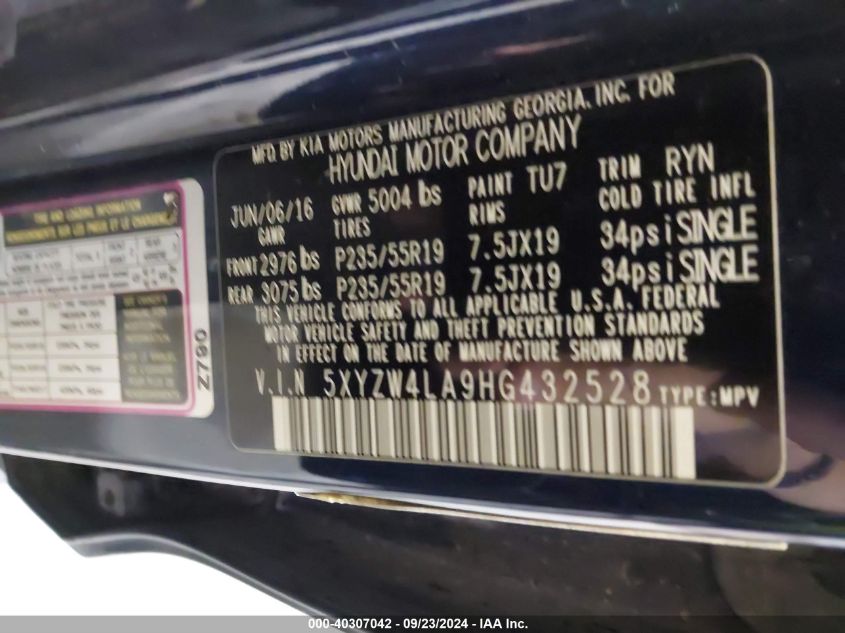 MFD. BY KIA MOTORS MANUFACTURING GEORGIA, INC. FOR
HYUNDAI MOTOR COMPANY
JUN/06/16 GVWR 5004 lbs PAINT TU7 TRIM RYN
GAWR TIRES RIMS COLD TIRE INFL
FRONT 2976 lbs P235/55R19 7.5JX19 34psi SINGLE
REAR 3075 lbs P235/55R19 7.5JX19 34psi SINGLE
THIS VEHICLE CONFORMS TO ALL APPLICABLE U.S.A. FEDERAL
MOTOR VEHICLE SAFETY AND THEFT PREVENTION STANDARDS
IN EFFECT ON THE DATE OF MANUFACTURE SHOWN ABOVE.
V.I.N 5XYZW4LA9HG432528 TYPE:MPV
TIRE AND LOADING INFORMATION
Z790
000-40307042 - 09/23/2024 - IAA Inc.